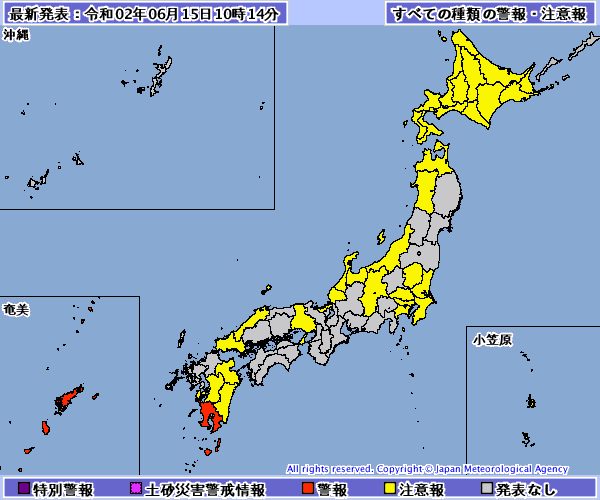 最新発表：令和02年06月15日10時14分
すべての種類の警報・注意報
沖縄
奄美
小笠原
All rights reserved. Copyright © Japan Meteorological Agency
特別警報 土砂災害警戒情報 警報 注意報 発表なし